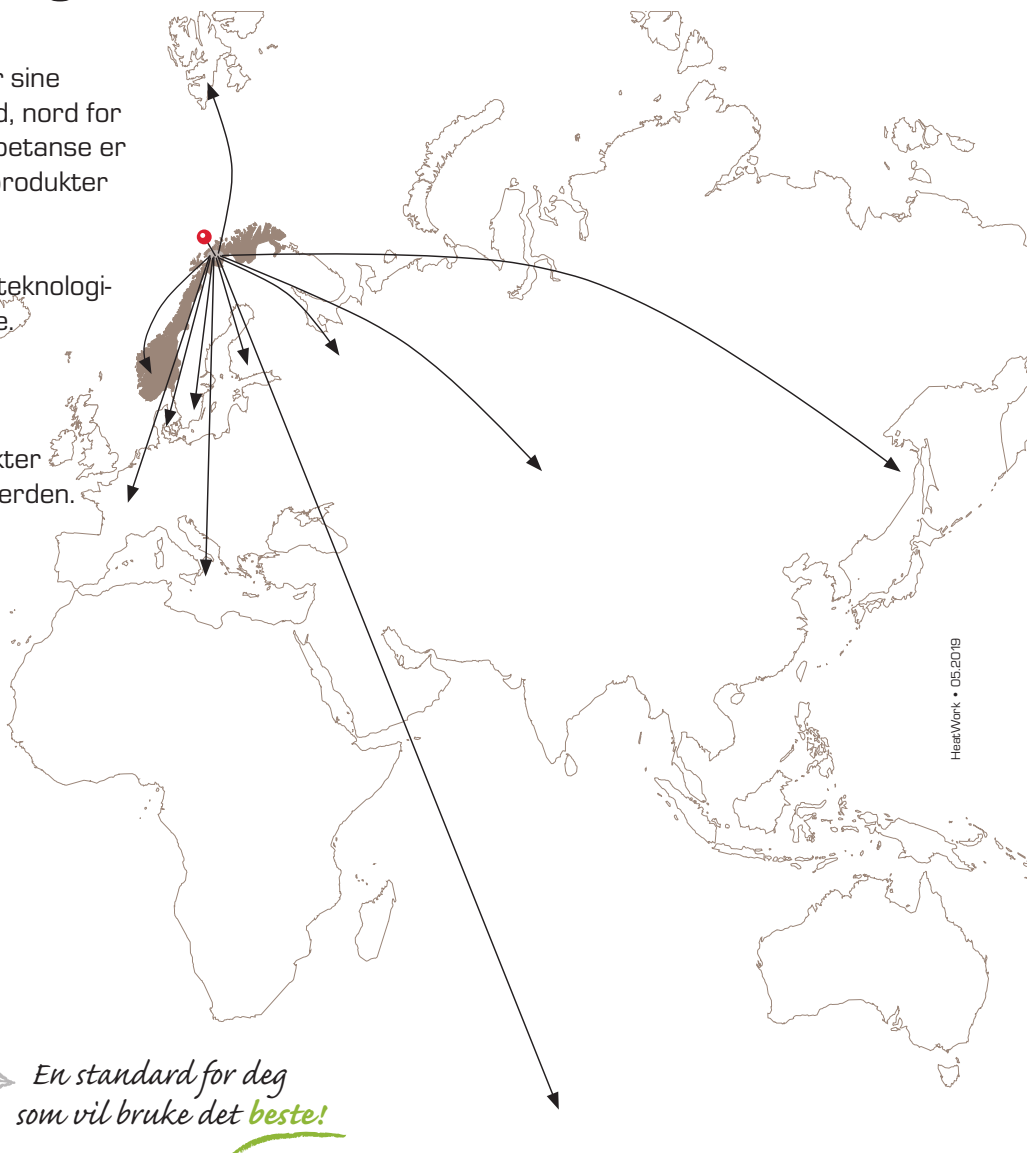 r sine
d, nord for
petanse er
produkter
teknologi-
e.
kter
erden.
HeatWork • 05.2019
En standard for deg
som vil bruke det beste!